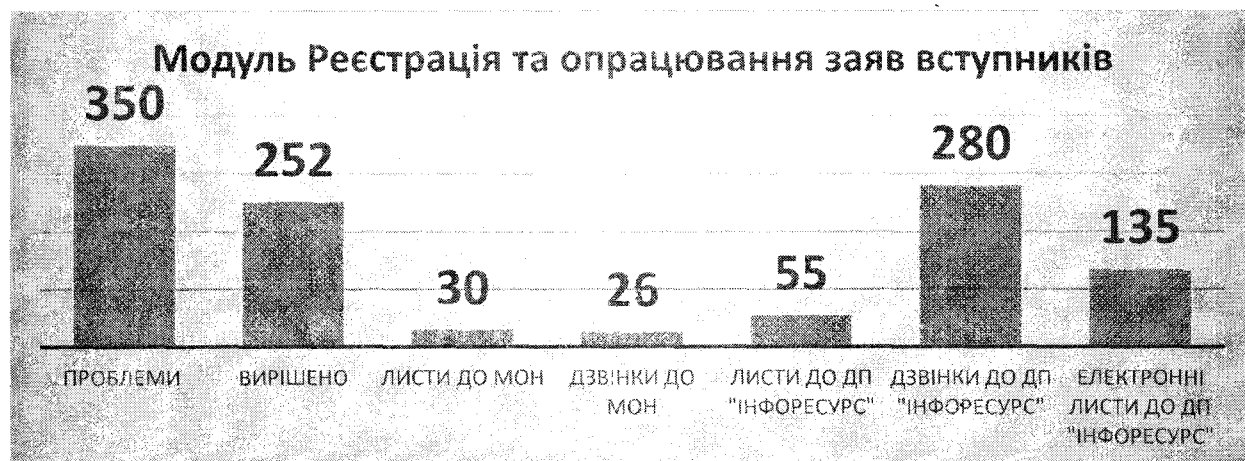 Модуль Реєстрація та опрацювання заяв вступників
350
252
30
26
55
280
135
ПРОБЛЕМИ
ВИРІШЕНО
ЛИСТИ ДО МОН
ДЗВІНКИ ДО
МОН
ЛИСТИ ДО ДП
"ІНФОРЕСУРС"
ДЗВІНКИ ДО ДП
"ІНФОРЕСУРС"
ЕЛЕКТРОННІ
ЛИСТИ ДО ДП
"ІНФОРЕСУРС"